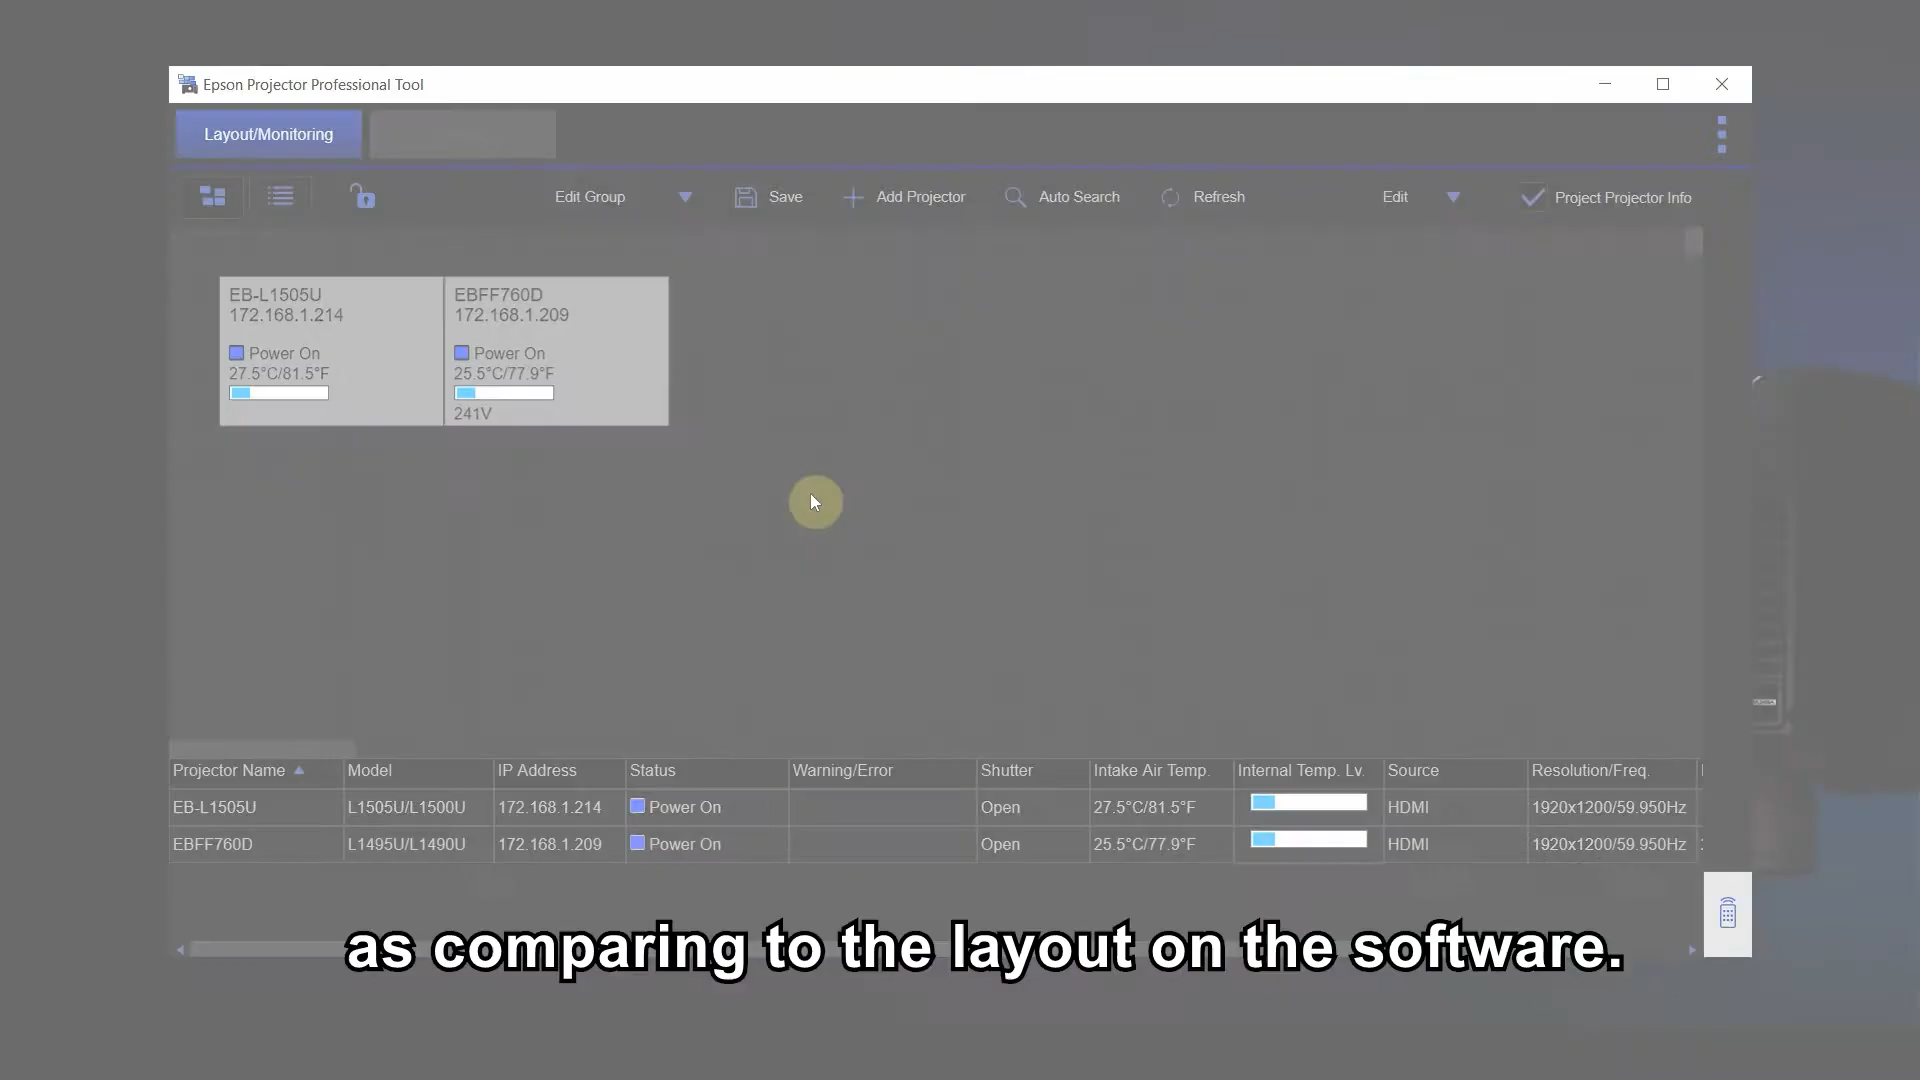 Epson Projector Professional Tool
Layout/Monitoring
Edit Group Save Add Projector Auto Search Refresh Edit Project Projector Info
EB-L1505U
172.168.1.214
Power On
27.5°C/81.5°F
EBFF760D
172.168.1.209
Power On
25.5°C/77.9°F
241V
Projector Name Model IP Address Status Warning/Error Shutter Intake Air Temp. Internal Temp. Lv. Source Resolution/Freq.
EB-L1505U L1505U/L1500U 172.168.1.214 Power On Open 27.5°C/81.5°F HDMI 1920x1200/59.950Hz
EBFF760D L1495U/L1490U 172.168.1.209 Power On Open 25.5°C/77.9°F HDMI 1920x1200/59.950Hz
as comparing to the layout on the software.